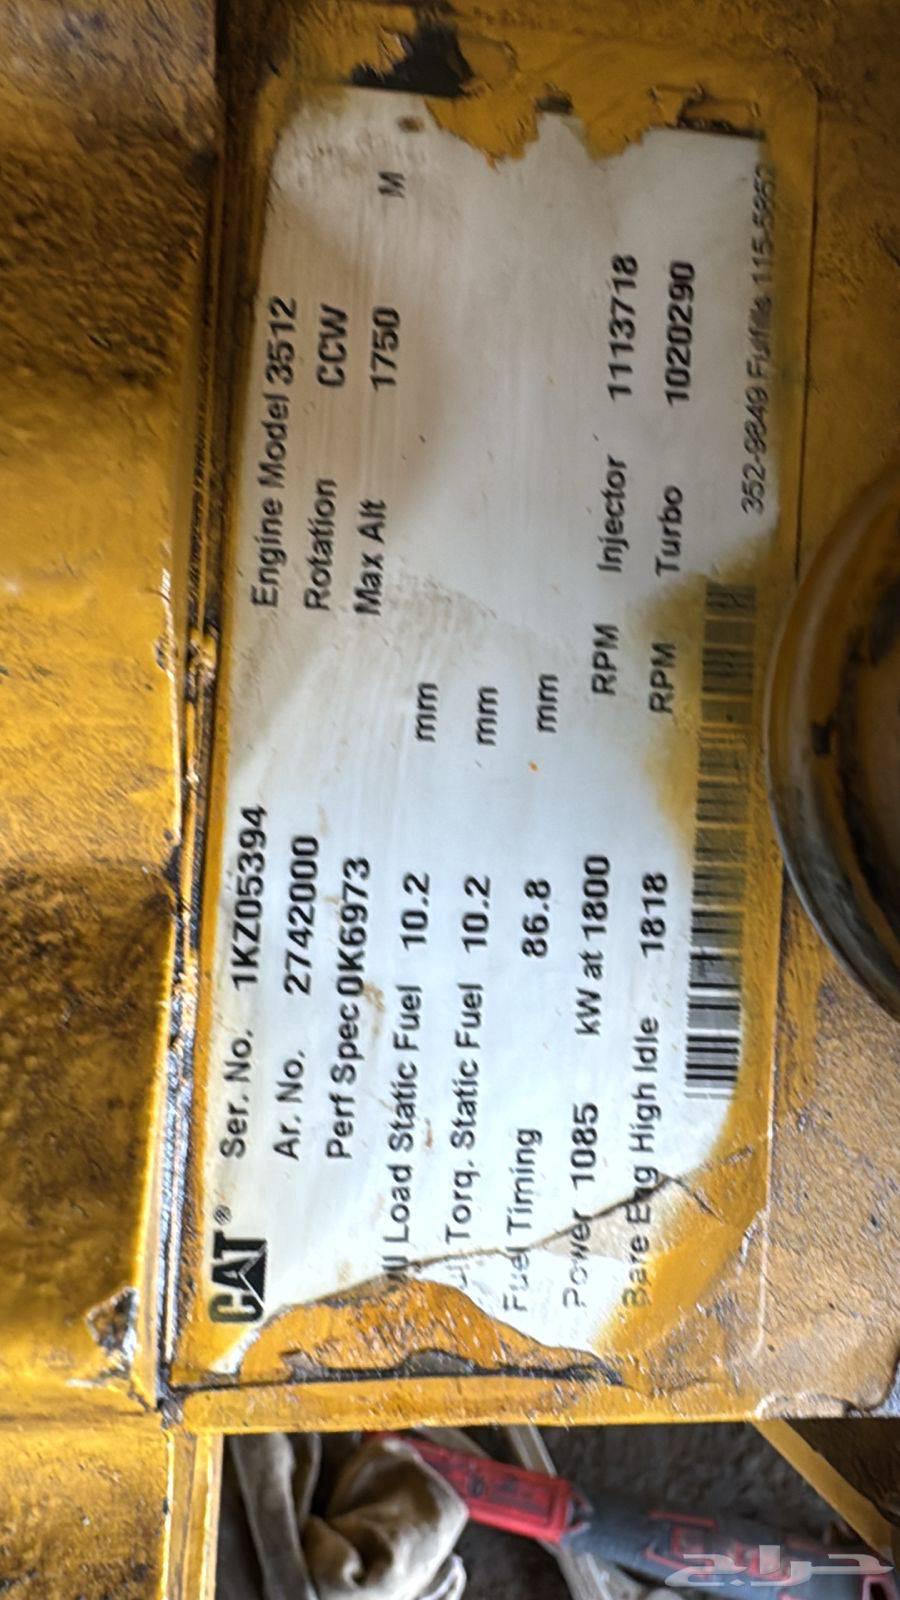 CAT®
Ser. No. 1KZ05394 Engine Model 3512
Ar. No. 2742000 Rotation CCW
Perf Spec 0K6973 Max Alt 1750 M
Load Static Fuel 10.2 mm
Torq. Static Fuel 10.2 mm
Fuel Timing 86.8 mm
Power 1085 kW at 1800 RPM Injector 1113718
Bare Eng High Idle 1818 RPM Turbo 1020290
352-9849 Fulfills
حراج